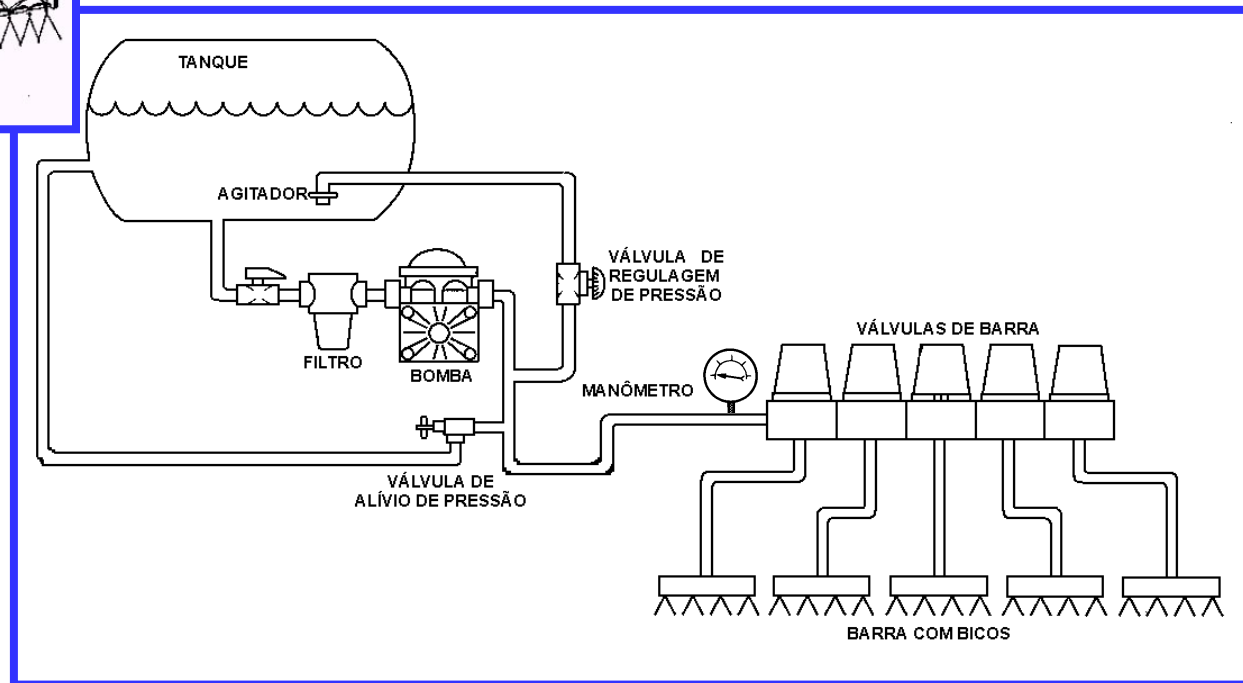 TANQUE
AGITADOR
VÁLVULA DE
REGULAGEM
DE PRESSÃO
FILTRO
BOMBA
VÁLVULAS DE BARRA
MANÔMETRO
VÁLVULA DE
ALÍVIO DE PRESSÃO
BARRA COM BICOS